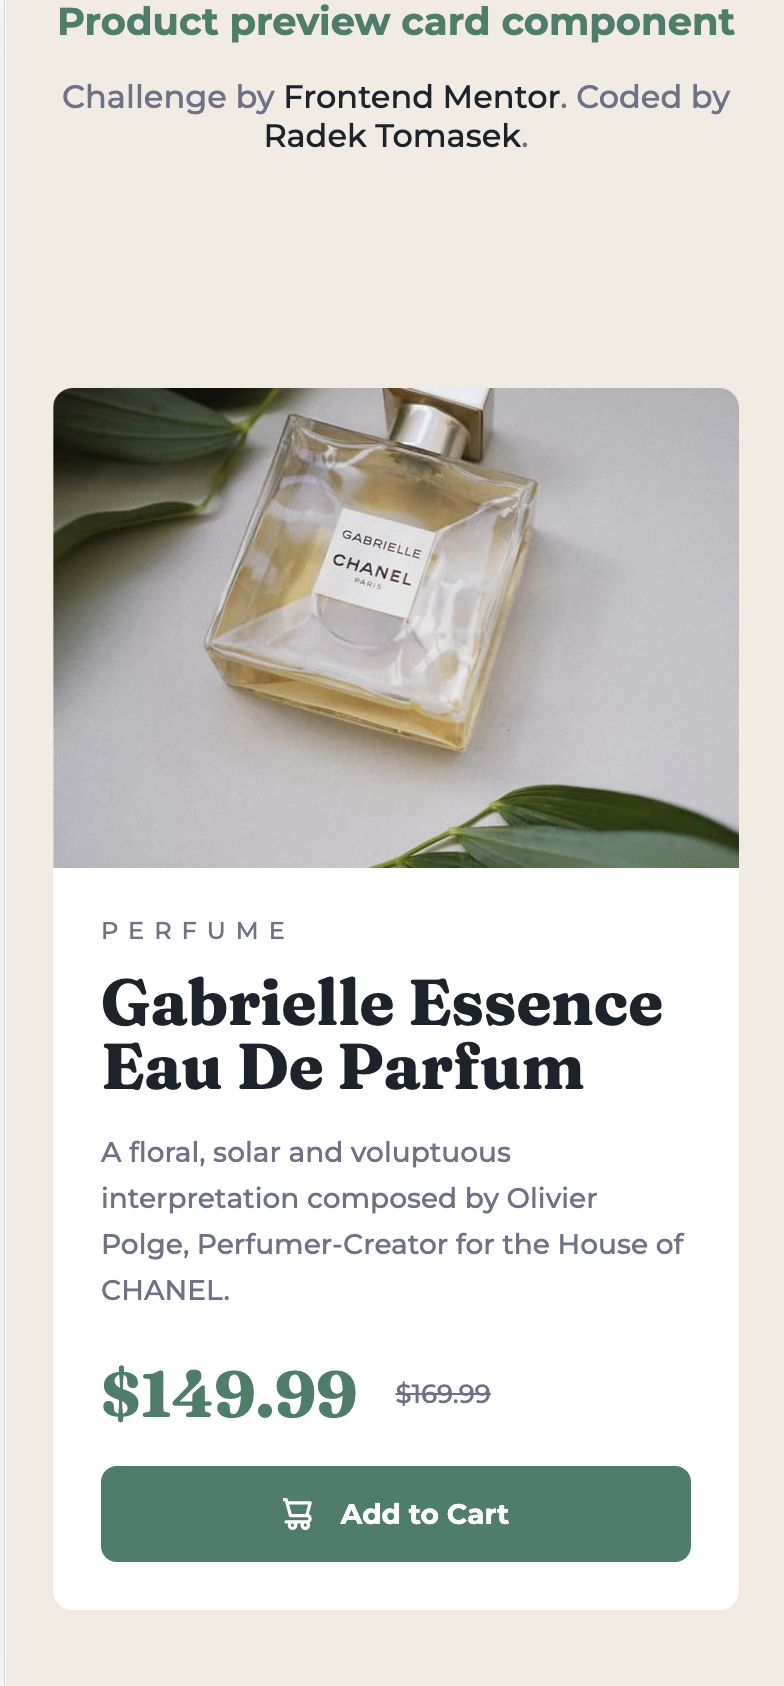 Product preview card component
Challenge by Frontend Mentor. Coded by
Radek Tomasek.
GABRIELLE
CHANEL
PARIS
PERFUME
Gabrielle Essence
Eau De Parfum
A floral, solar and voluptuous
interpretation composed by Olivier
Polge, Perfumer-Creator for the House of
CHANEL.
$149.99 $169.99
Add to Cart